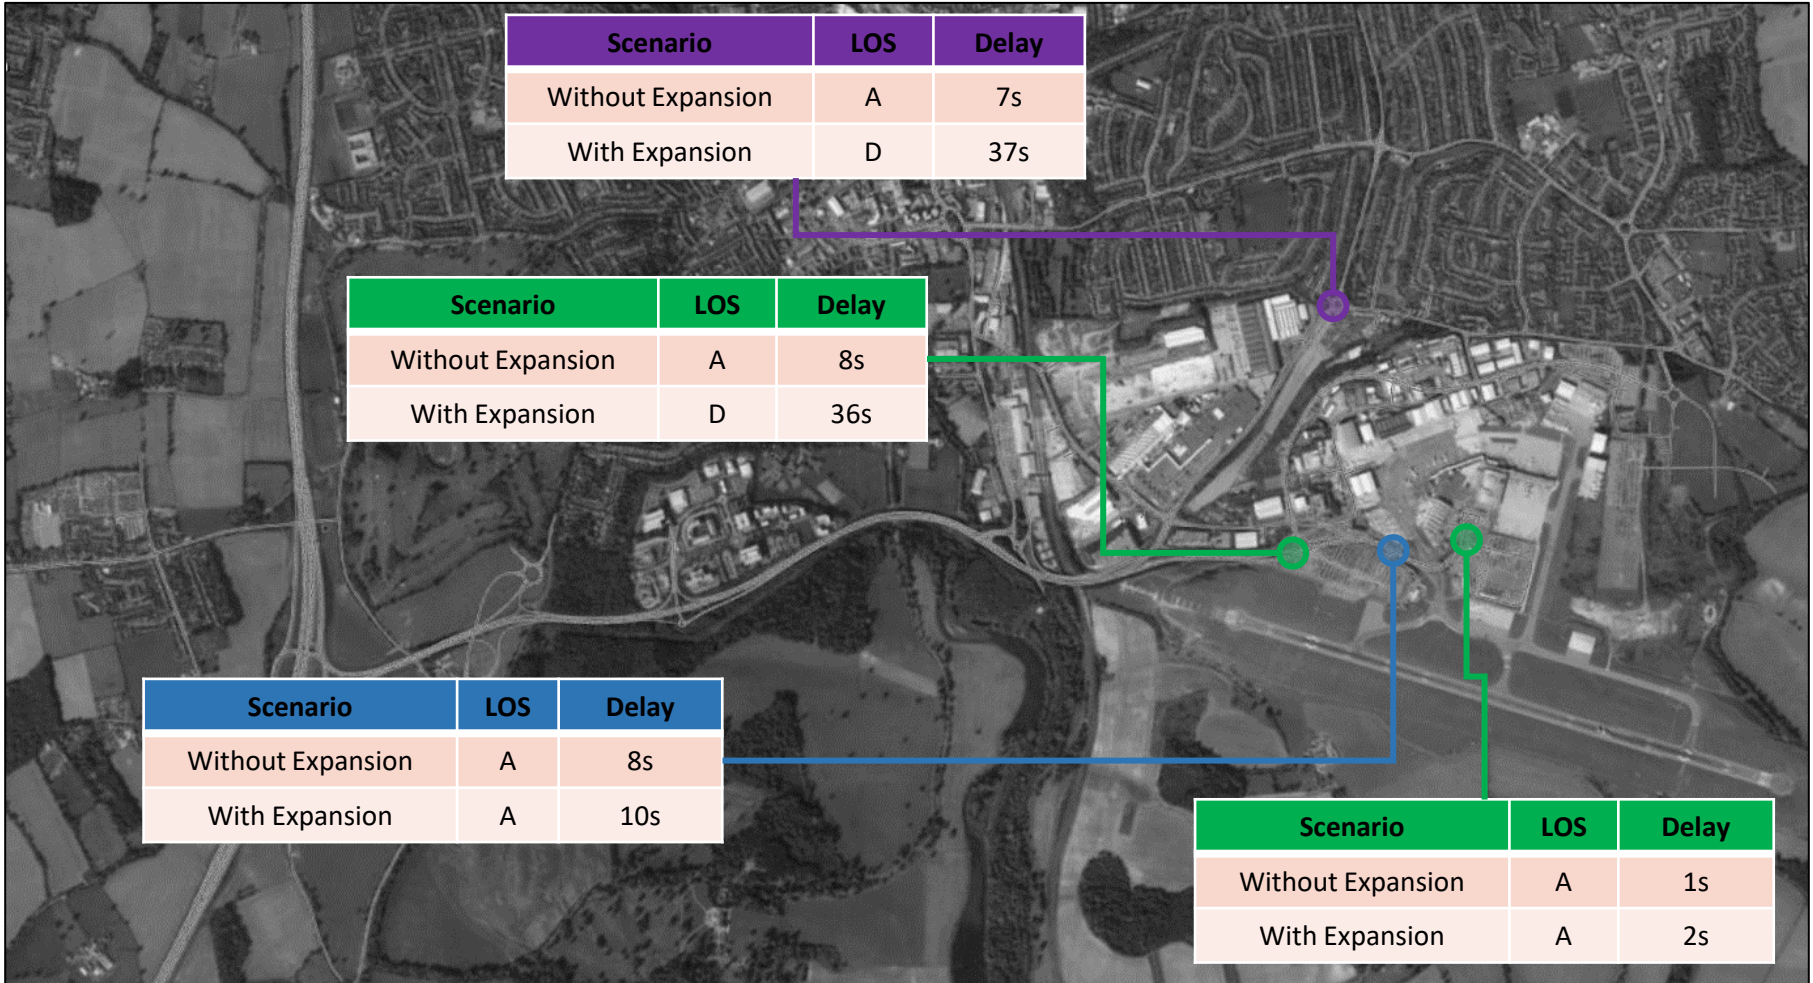 Scenario LOS Delay
Without Expansion A 7s
With Expansion D 37s
Scenario LOS Delay
Without Expansion A 8s
With Expansion D 36s
Scenario LOS Delay
Without Expansion A 8s
With Expansion A 10s
Scenario LOS Delay
Without Expansion A 1s
With Expansion A 2s